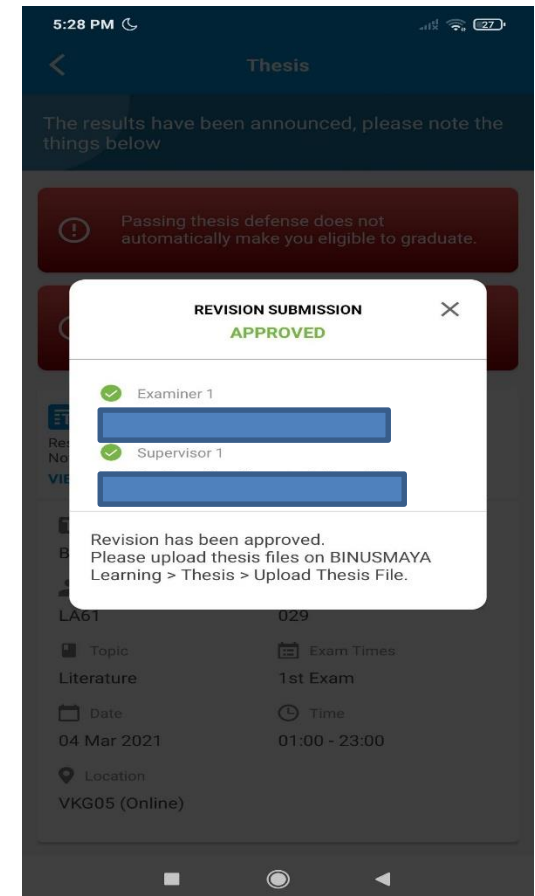 5:28 PM
27
Thesis
The results have been announced, please note the
things below
Passing thesis defense does not
automatically make you eligible to graduate.
REVISION SUBMISSION
APPROVED
Examiner 1
Supervisor 1
Revision has been approved.
Please upload thesis files on BINUSMAYA
Learning > Thesis > Upload Thesis File.
LA61
029
Topic
Exam Times
Literature
1st Exam
Date
Time
04 Mar 2021
01:00 - 23:00
Location
VKG05 (Online)